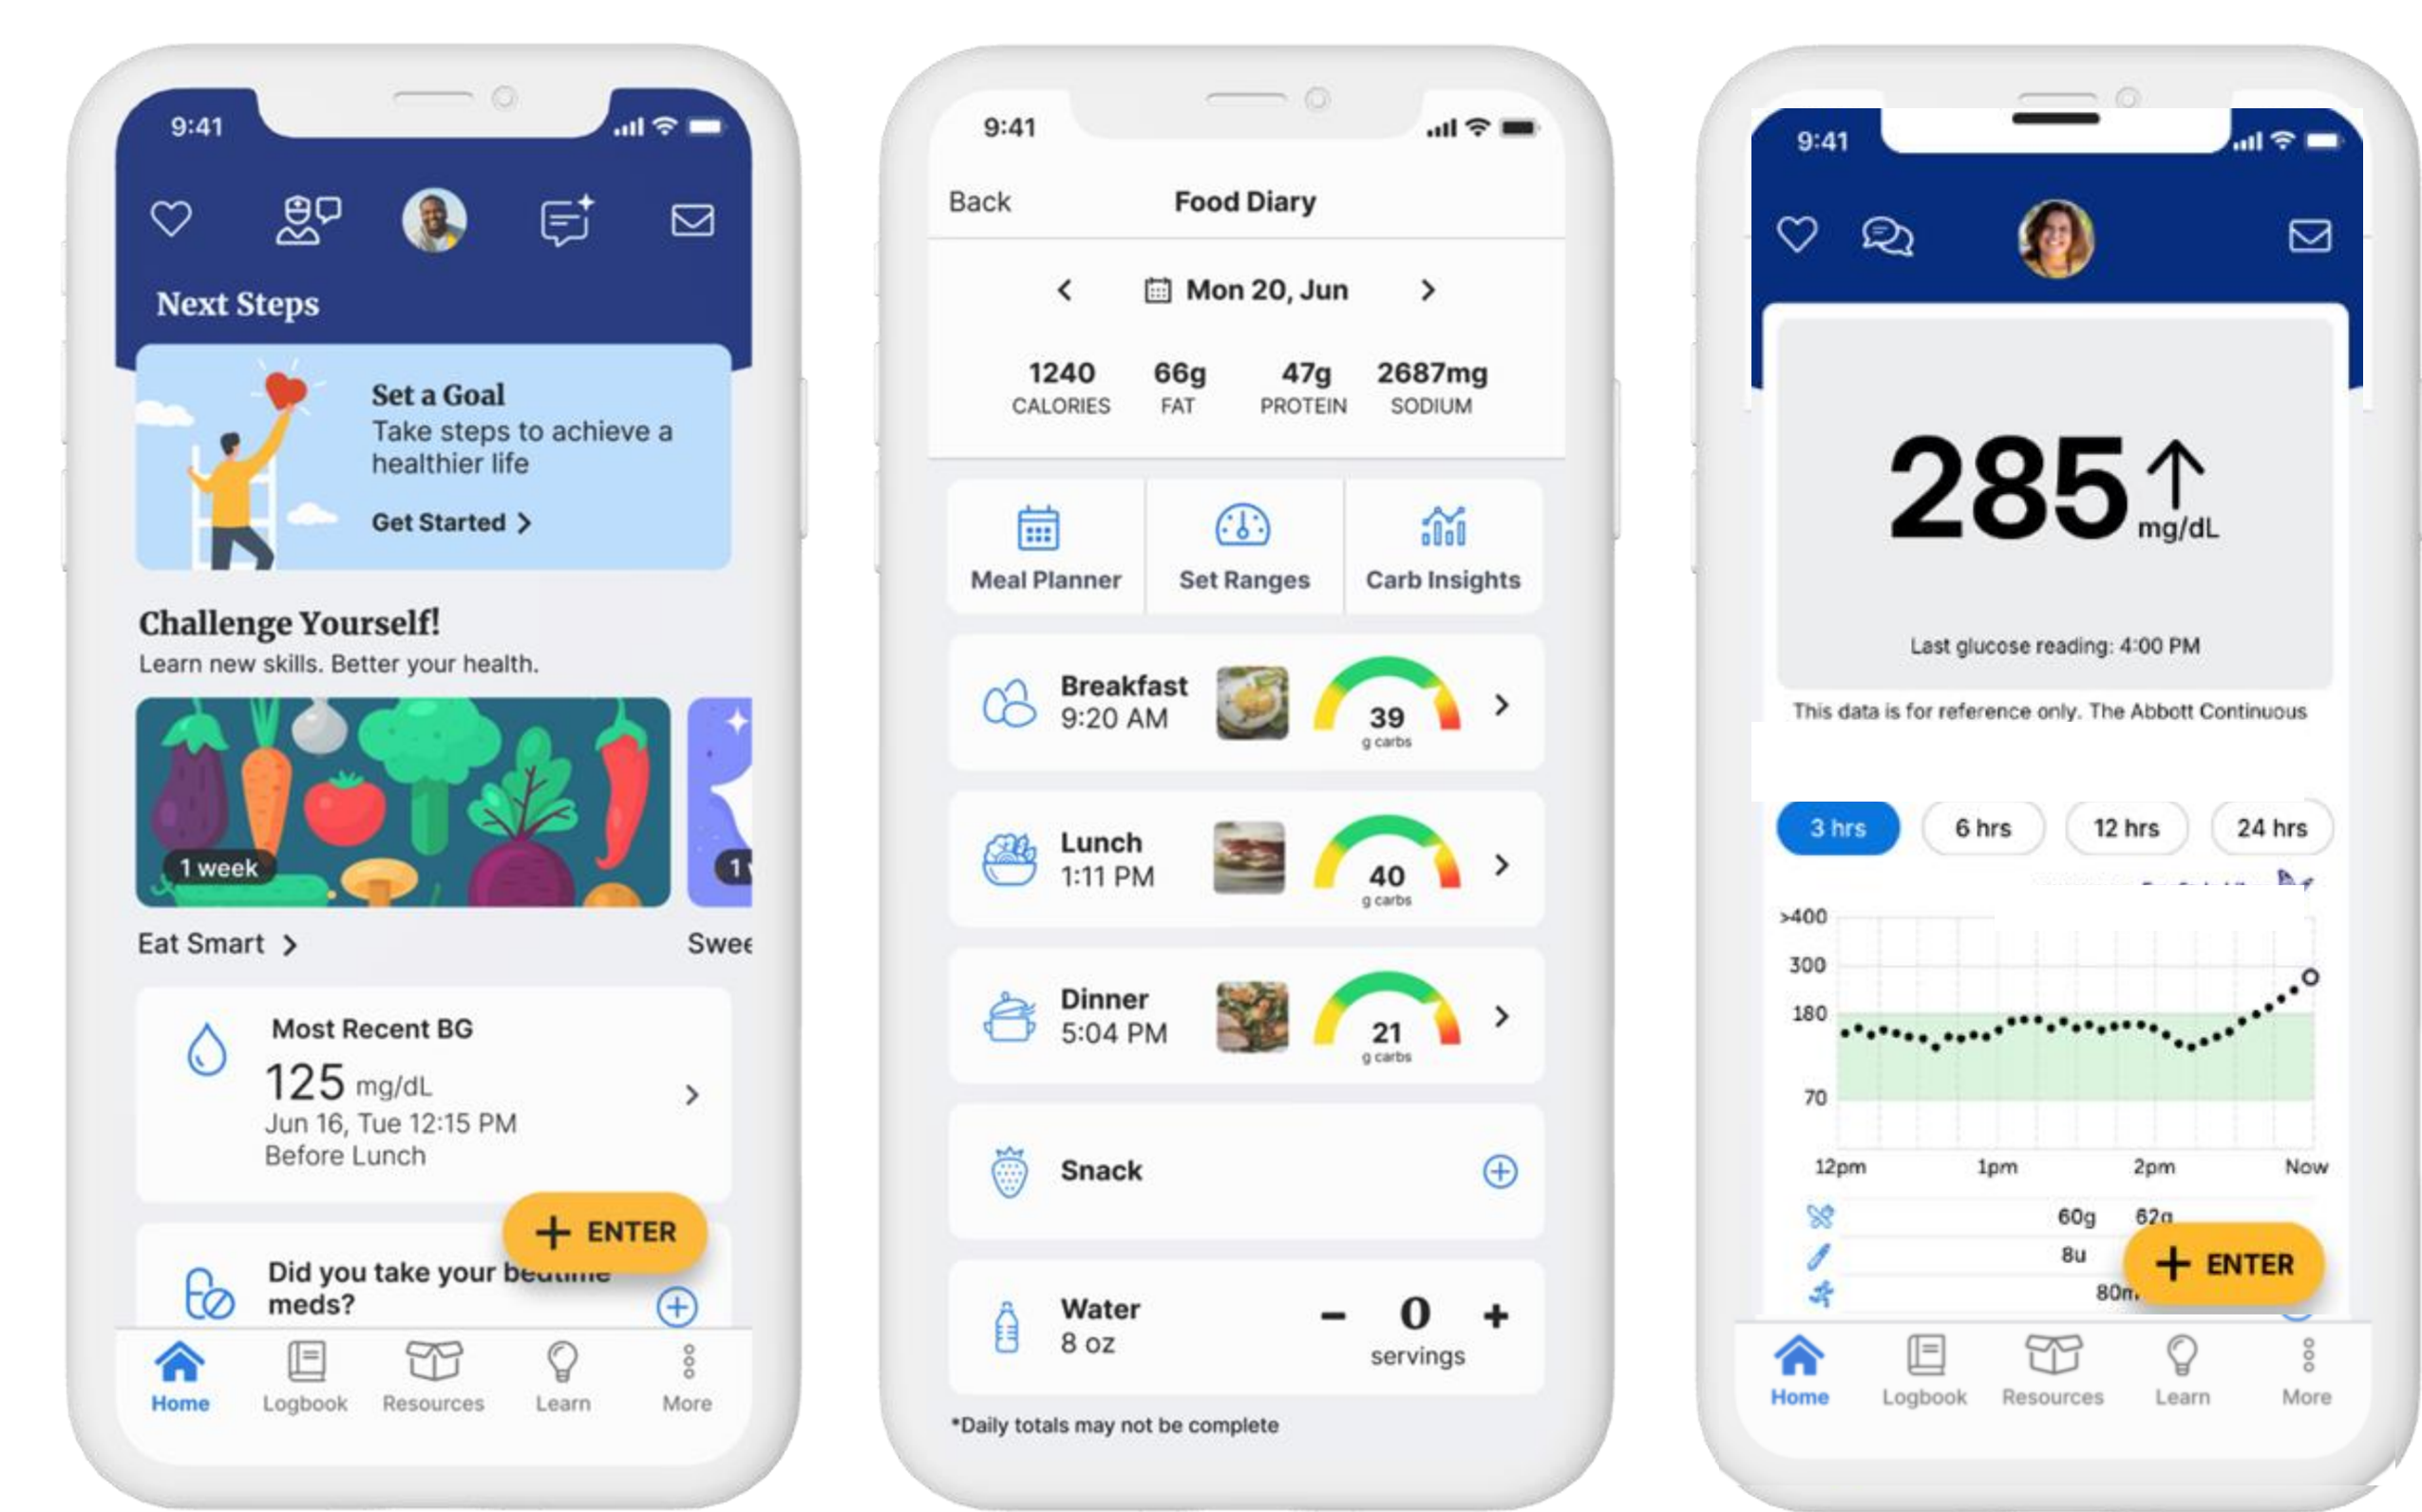 9:41
Next Steps
Set a Goal
Take steps to achieve a
healthier life
Get Started >
Challenge Yourself!
Learn new skills. Better your health.
1 week
1
Eat Smart >
Swee
Most Recent BG
125 mg/dL
Jun 16, Tue 12:15 PM
Before Lunch
+ ENTER
Did you take your bedtime
meds?
Home Logbook Resources Learn More
9:41
Back Food Diary
< Mon 20, Jun >
1240 66g 47g 2687mg
CALORIES FAT PROTEIN SODIUM
Meal Planner Set Ranges Carb Insights
Breakfast
9:20 AM
39
g carbs
Lunch
1:11 PM
40
g carbs
Dinner
5:04 PM
21
g carbs
Snack
Water
8 oz
- 0 +
servings
*Daily totals may not be complete
9:41
285 ↑
mg/dL
Last glucose reading: 4:00 PM
This data is for reference only. The Abbott Continuous
3 hrs 6 hrs 12 hrs 24 hrs
>400
300
180
70
12pm 1pm 2pm Now
60g 62g
8u
80m
+ ENTER
Home Logbook Resources Learn More